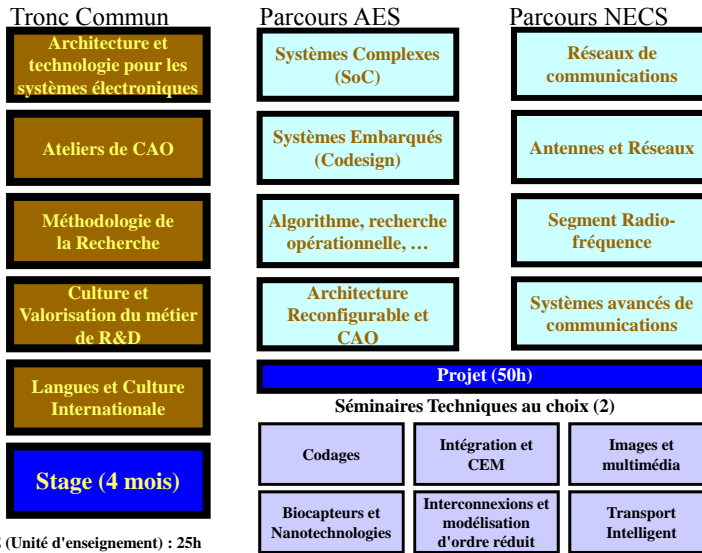 Tronc Commun
Architecture et
technologie pour les
systèmes électroniques
Ateliers de CAO
Méthodologie de
la Recherche
Culture et
Valorisation du métier
de R&D
Langues et Culture
Internationale
Stage (4 mois)
(Unité d'enseignement) : 25h
Parcours AES
Systèmes Complexes
(SoC)
Systèmes Embarqués
(Codesign)
Algorithme, recherche
opérationnelle, …
Architecture
Reconfigurable et
CAO
Parcours NECS
Réseaux de
communications
Antennes et Réseaux
Segment Radio-
fréquence
Systèmes avancés de
communications
Projet (50h)
Séminaires Techniques au choix (2)
Codages
Intégration et
CEM
Images et
multimédia
Biocapteurs et
Nanotechnologies
Interconnexions et
modélisation
d'ordre réduit
Transport
Intelligent